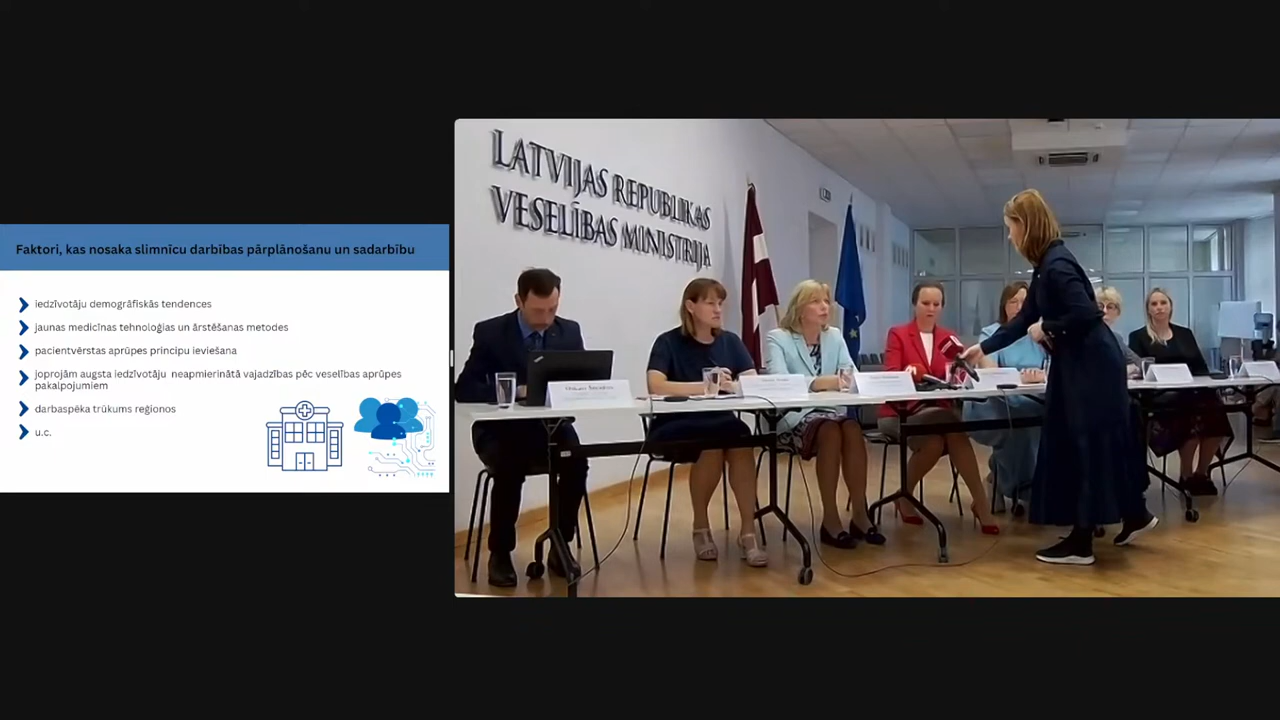 Faktori, kas nosaka slimnīcu darbības pārplānošanu un sadarbību
iedzīvotāju demogrāfiskās tendences
jaunas medicīnas tehnoloģias un ārstēšanas metodes
pacientvērstas aprūpes principu ieviešana
joprojām augsta iedzīvotāju neapmierinātā vajadzības pēc veselības aprūpes
pakalpojumiem
darbaspēka trūkums reģionos
u.c.
LATVIJAS REPUBLIKAS
VESELĪBAS MINISTRIJA